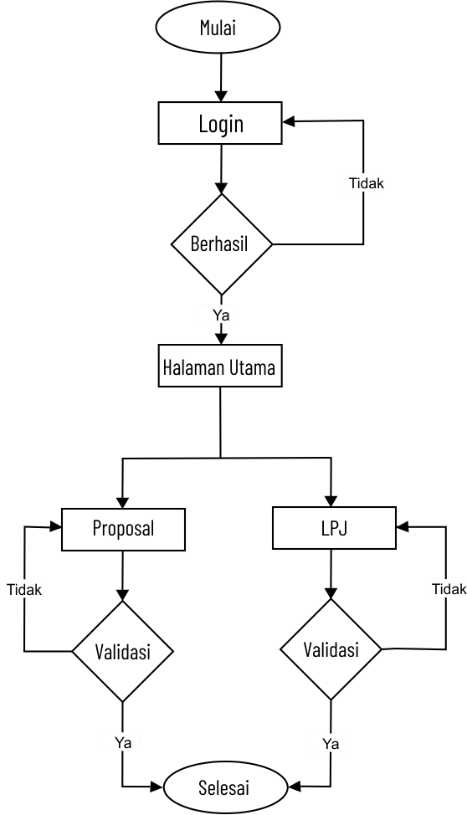 Mulai
Login
Tidak
Berhasil
Ya
Halaman Utama
Proposal
LPJ
Tidak
Tidak
Validasi
Validasi
Ya
Ya
Selesai